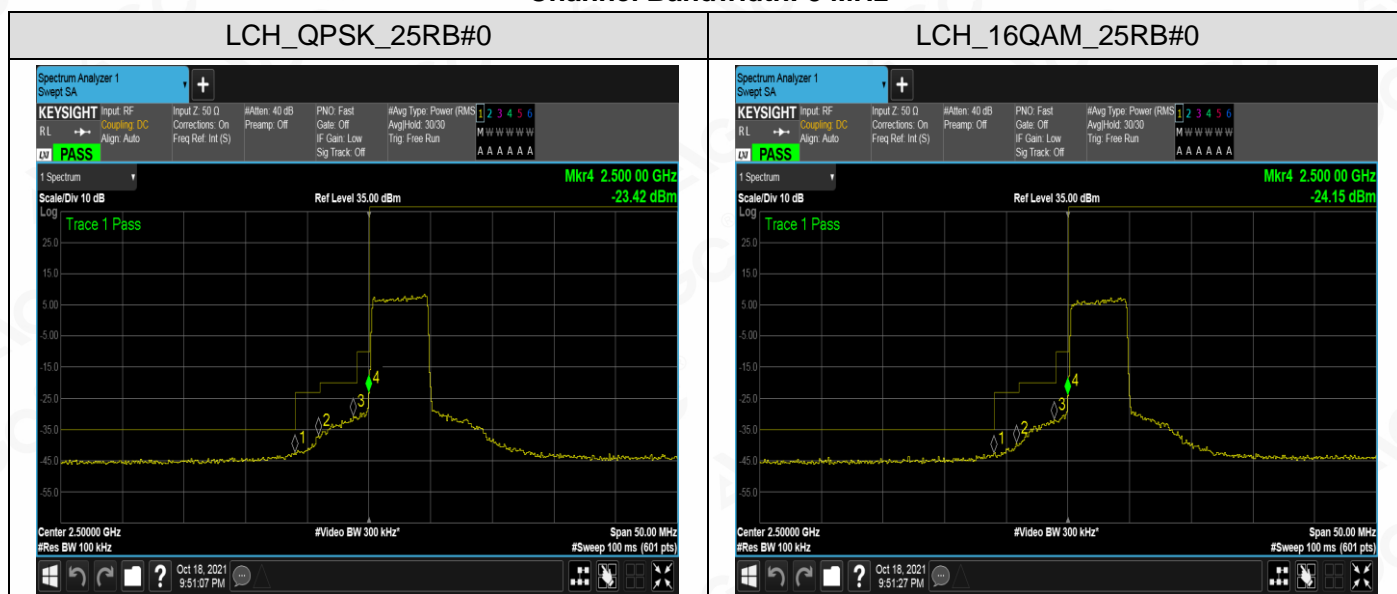 LCH_QPSK_25RB#0
LCH_16QAM_25RB#0
Spectrum Analyzer 1
Swept SA
+
KEYSIGHT
RL
PASS
Input: RF
Coupling: DC
Align: Auto
Input Z: 50 Ω
Corrections: On
Freq Ref: Int (S)
#Atten: 40 dB
Preamp: Off
PNO: Fast
Gate: Off
IF Gain: Low
Sig Track: Off
#Avg Type: Power (RMS
Avg|Hold: 30/30
Trig: Free Run
1 2 3 4 5 6
M W W W W W
A A A A A A
1 Spectrum
Mkr4 2.500 00 GHz
-23.42 dBm
Scale/Div 10 dB
Ref Level 35.00 dBm
Log
Trace 1 Pass
25.0
15.0
5.00
-5.00
-15.0
-25.0
-35.0
-45.0
-55.0
1
2
3
4
Center 2.50000 GHz
#Video BW 300 kHz*
Span 50.00 MHz
#Res BW 100 kHz
#Sweep 100 ms (601 pts)
?
Oct 18, 2021
9:51:07 PM
Spectrum Analyzer 1
Swept SA
+
KEYSIGHT
RL
PASS
Input: RF
Coupling: DC
Align: Auto
Input Z: 50 Ω
Corrections: On
Freq Ref: Int (S)
#Atten: 40 dB
Preamp: Off
PNO: Fast
Gate: Off
IF Gain: Low
Sig Track: Off
#Avg Type: Power (RMS
Avg|Hold: 30/30
Trig: Free Run
1 2 3 4 5 6
M W W W W W
A A A A A A
1 Spectrum
Mkr4 2.500 00 GHz
-24.15 dBm
Scale/Div 10 dB
Ref Level 35.00 dBm
Log
Trace 1 Pass
25.0
15.0
5.00
-5.00
-15.0
-25.0
-35.0
-45.0
-55.0
1
2
3
4
Center 2.50000 GHz
#Video BW 300 kHz*
Span 50.00 MHz
#Res BW 100 kHz
#Sweep 100 ms (601 pts)
?
Oct 18, 2021
9:51:27 PM